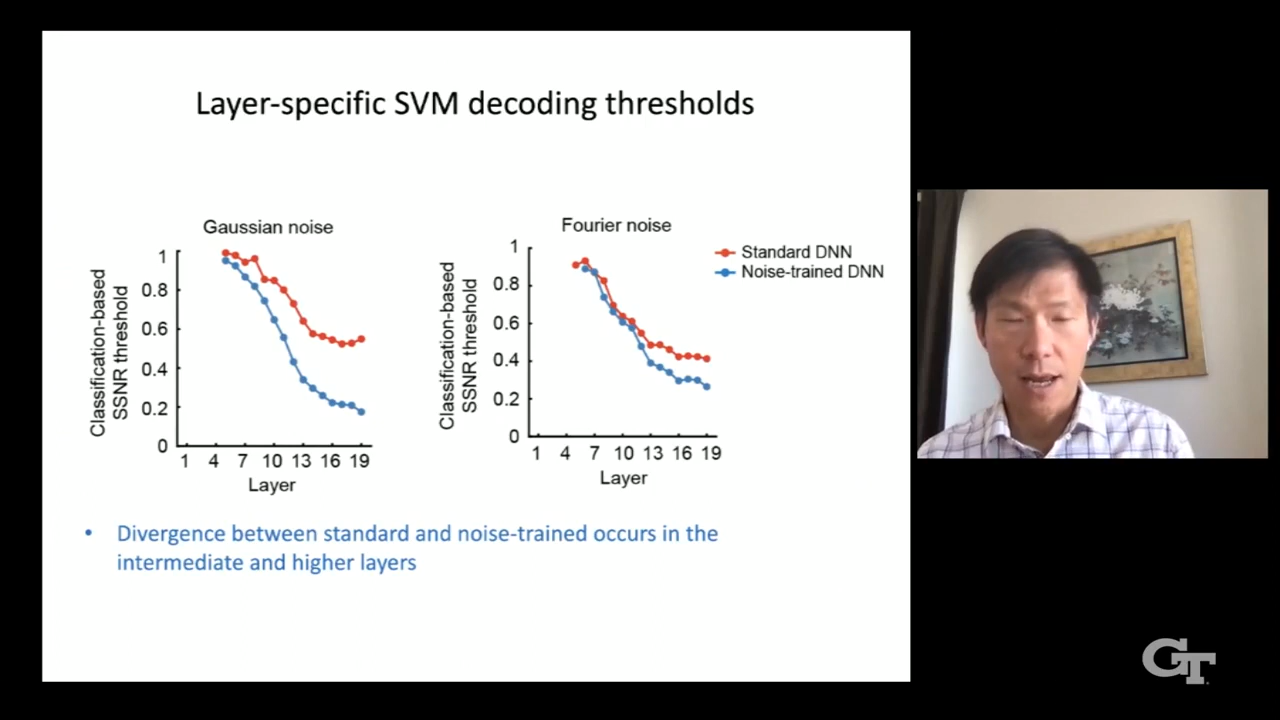 Layer-specific SVM decoding thresholds
Gaussian noise
Classification-based
SSNR threshold
1
0.8
0.6
0.4
0.2
0
1 4 7 10 13 16 19
Layer
Fourier noise
Classification-based
SSNR threshold
1
0.8
0.6
0.4
0.2
0
1 4 7 10 13 16 19
Layer
Standard DNN
Noise-trained DNN
• Divergence between standard and noise-trained occurs in the
intermediate and higher layers
GT